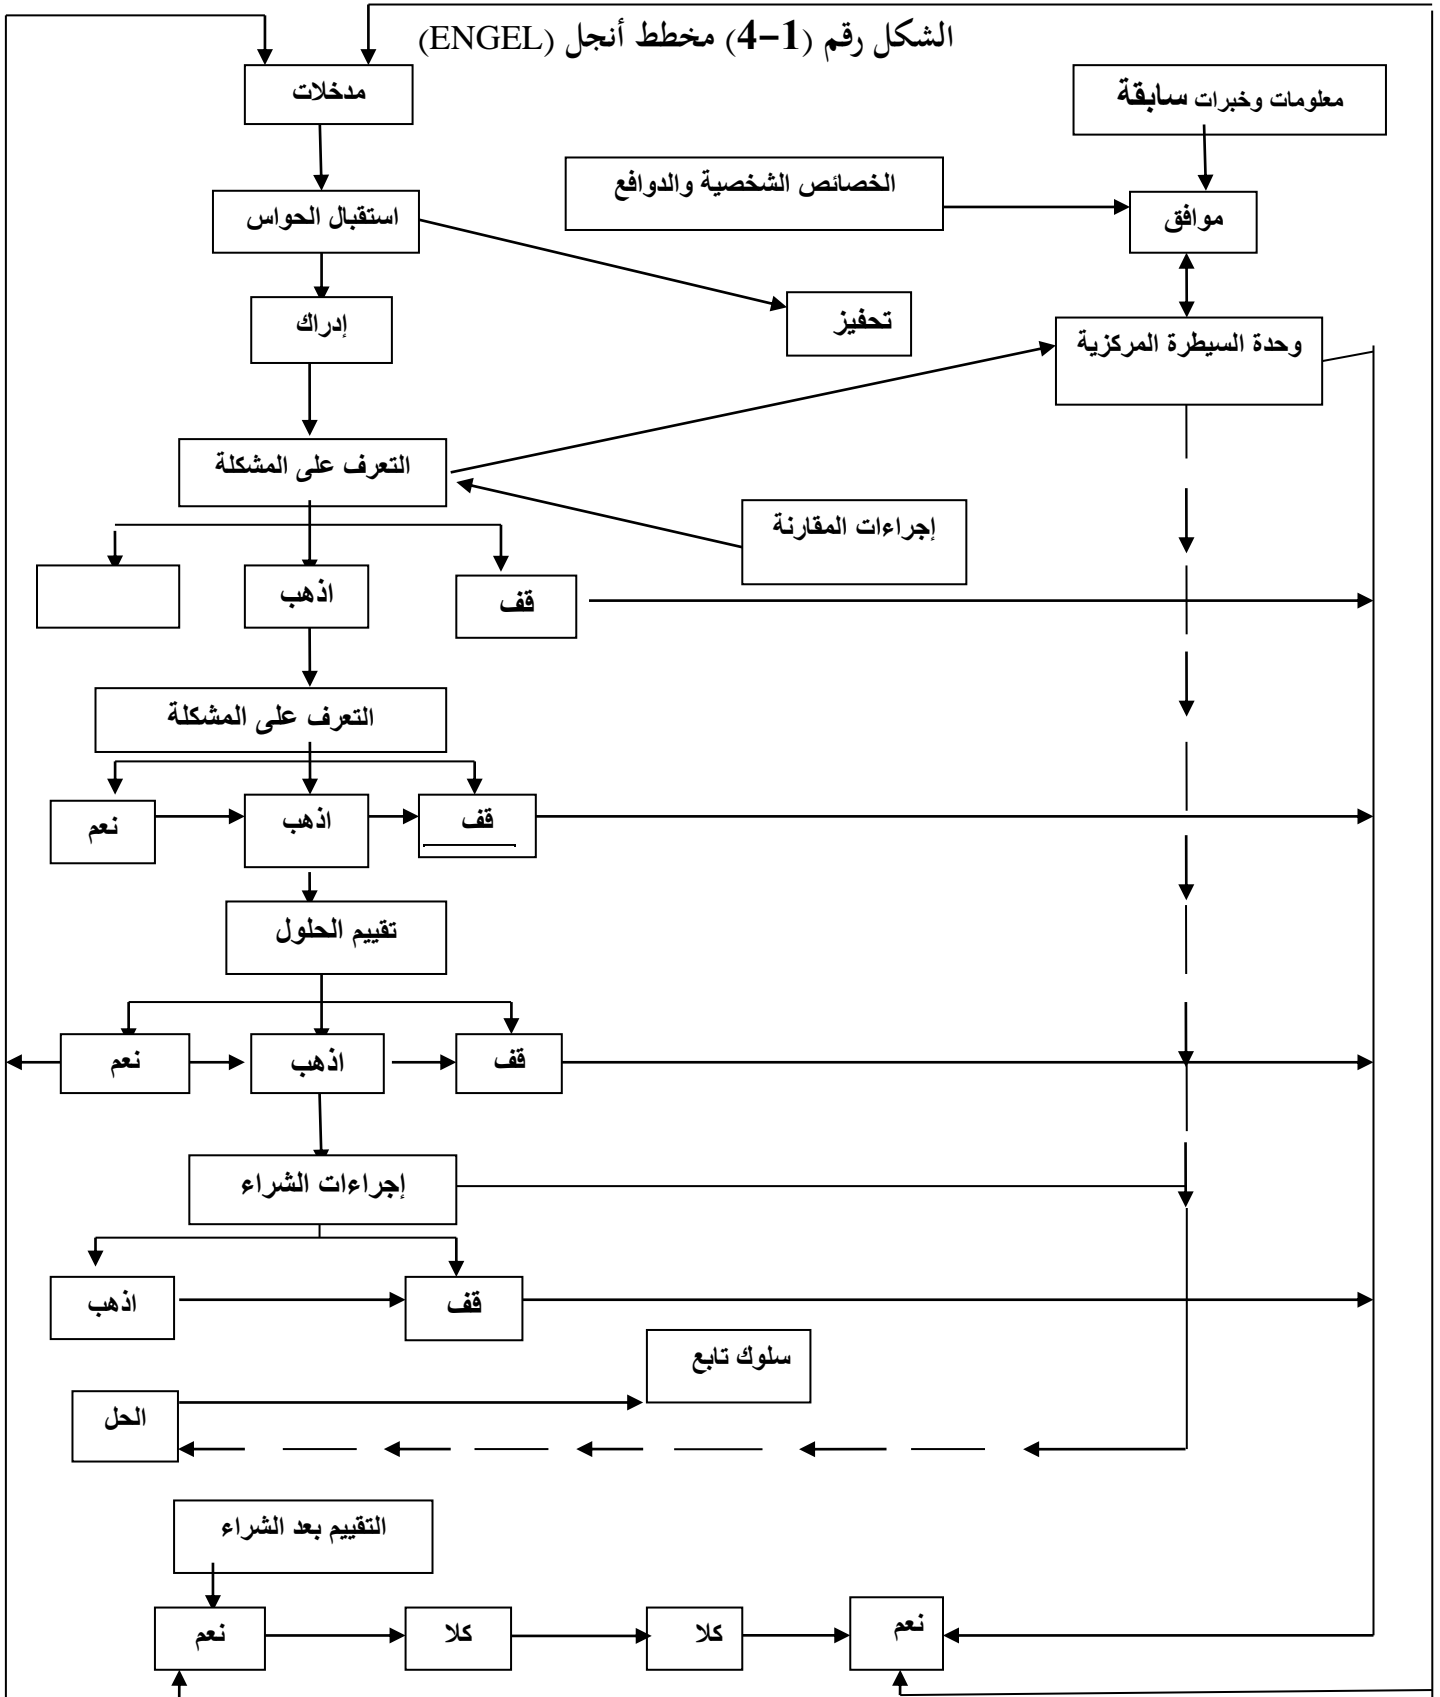 الشكل رقم (1-4) مخطط أنجل (ENGEL)
مدخلات
معلومات وخبرات سابقة
الخصائص الشخصية والدوافع
استقبال الحواس
موافق
إدراك
تحفيز
وحدة السيطرة المركزية
التعرف على المشكلة
إجراءات المقارنة
اذهب
قف
التعرف على المشكلة
نعم
اذهب
قف
تقييم الحلول
نعم
اذهب
قف
إجراءات الشراء
اذهب
قف
سلوك تابع
الحل
التقييم بعد الشراء
نعم
كلا
كلا
نعم